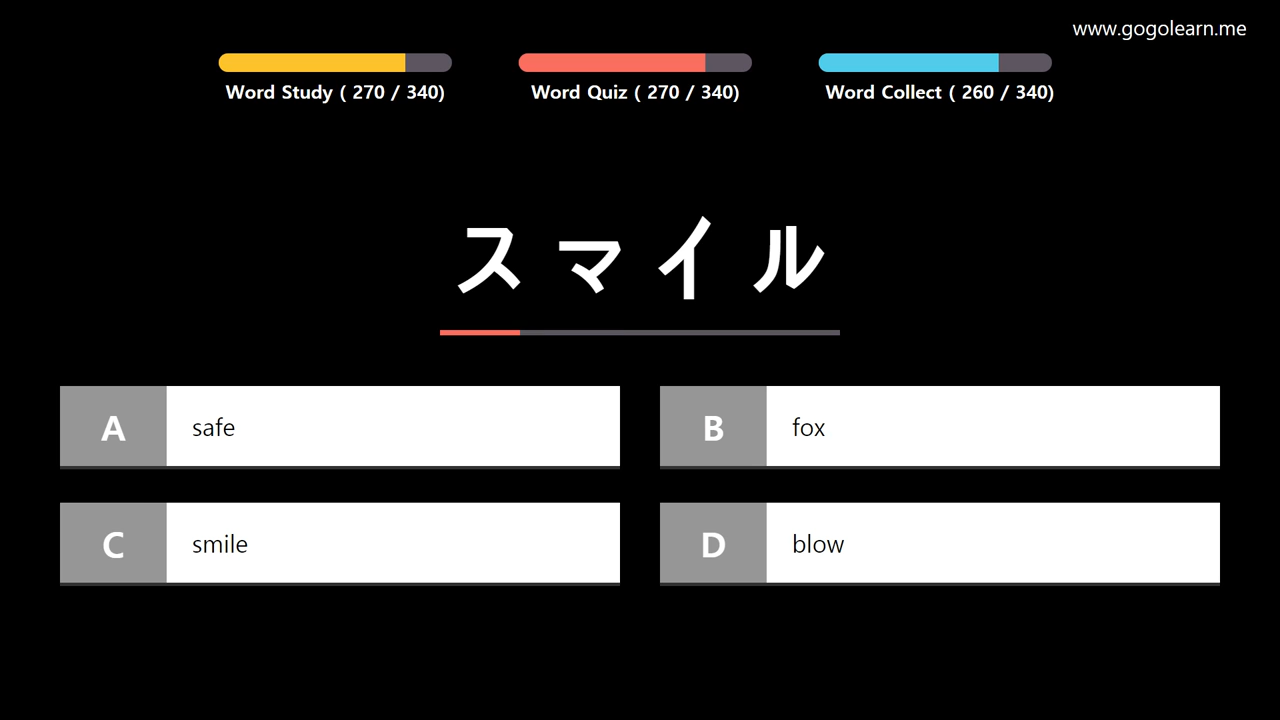 www.gogolearn.me
Word Study ( 270 / 340)
Word Quiz ( 270 / 340)
Word Collect ( 260 / 340)
スマイル
A safe
B fox
C smile
D blow